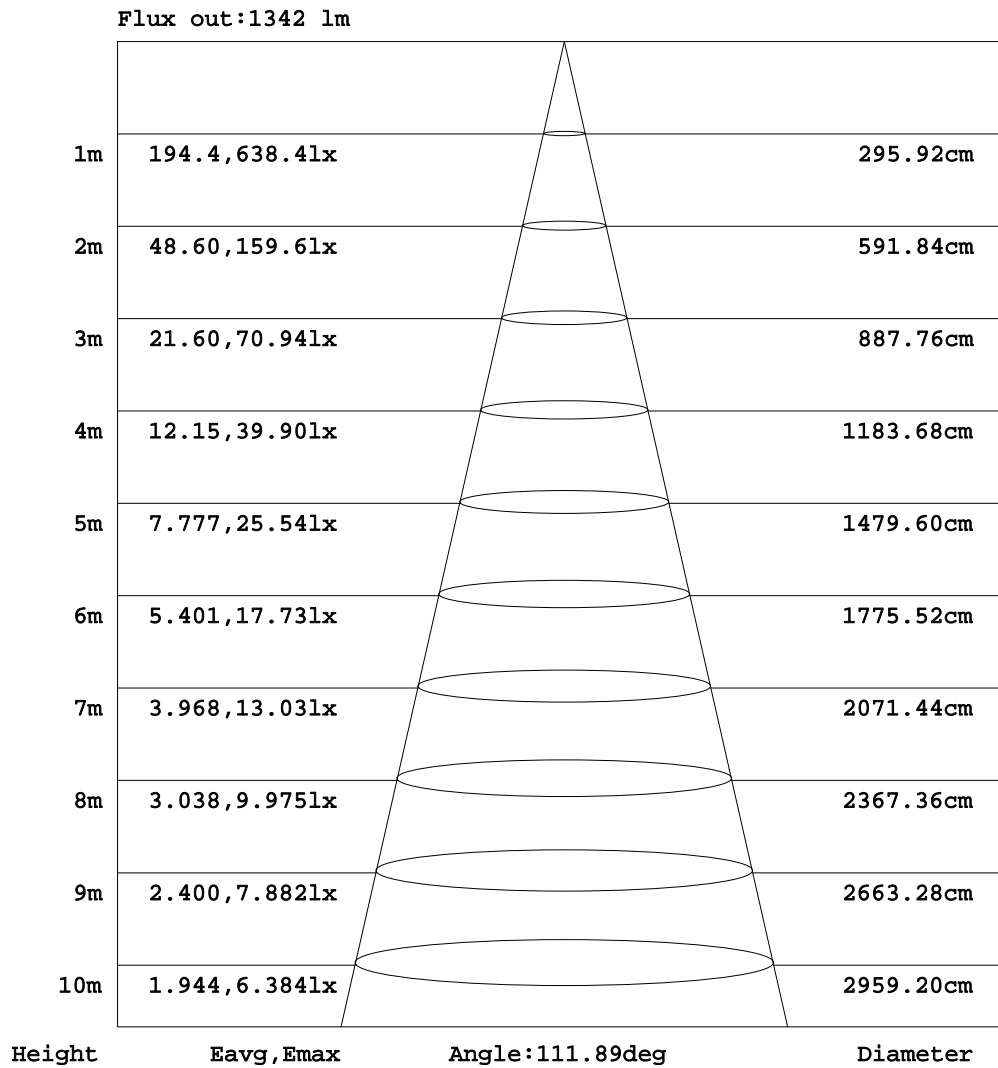 Flux out:1342 lm
1m 194.4,638.4lx 295.92cm
2m 48.60,159.6lx 591.84cm
3m 21.60,70.94lx 887.76cm
4m 12.15,39.90lx 1183.68cm
5m 7.777,25.54lx 1479.60cm
6m 5.401,17.73lx 1775.52cm
7m 3.968,13.03lx 2071.44cm
8m 3.038,9.975lx 2367.36cm
9m 2.400,7.882lx 2663.28cm
10m 1.944,6.384lx 2959.20cm
Height Eavg,Emax Angle:111.89deg Diameter